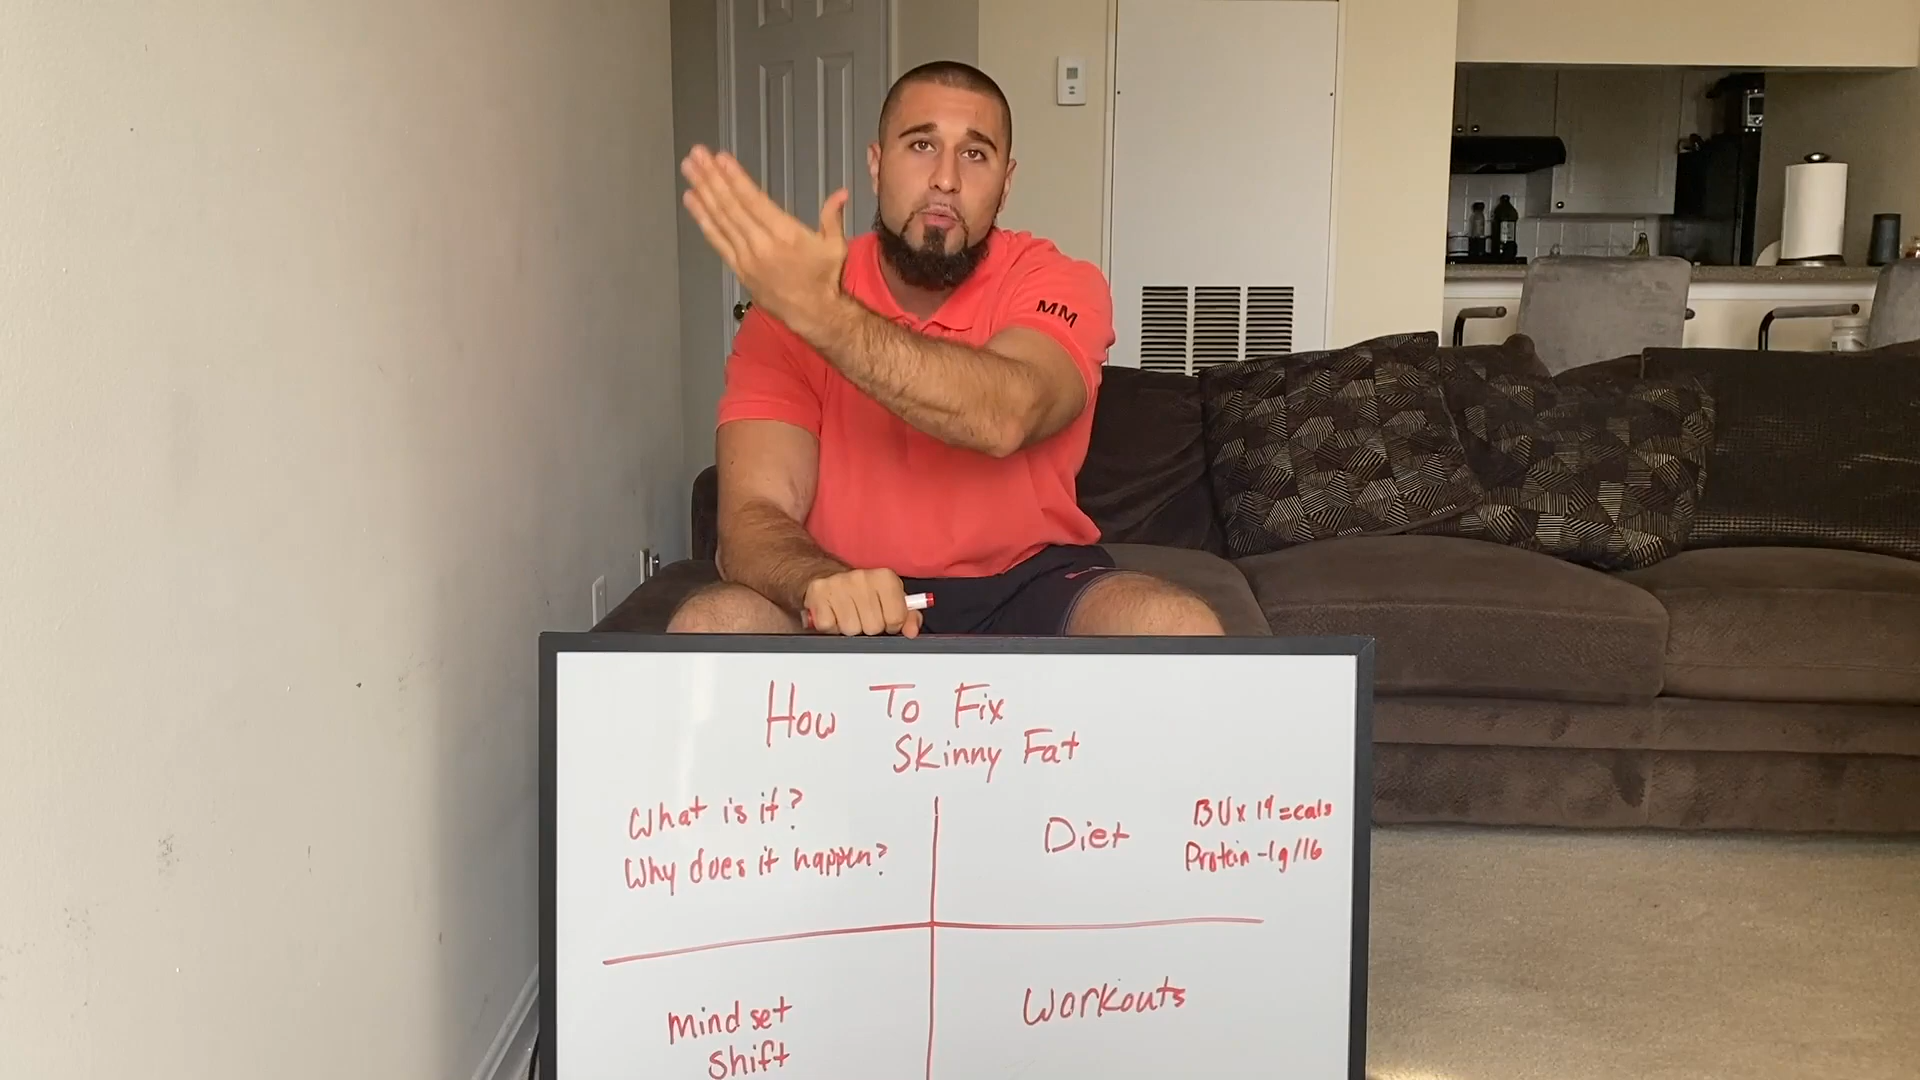 MM
How To Fix
Skinny Fat
What is it?
Why does it happen?
Diet
BW x 14 = cals
Protein - 1g/lb
Mindset
shift
Workouts